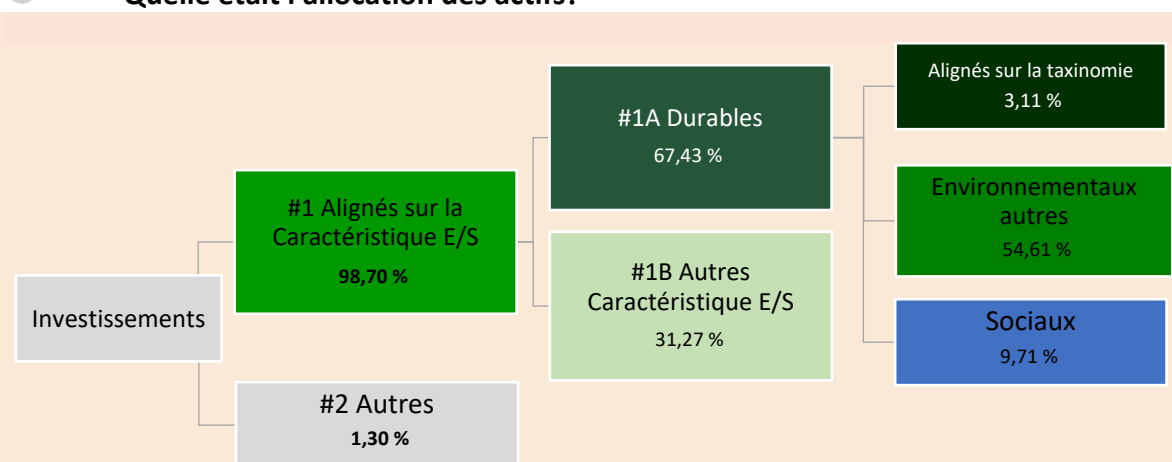 Quelle était l'allocation des actifs?
Investissements
#1 Alignés sur la
Caractéristique E/S
98,70 %
#2 Autres
1,30 %
#1A Durables
67,43 %
#1B Autres
Caractéristique E/S
31,27 %
Alignés sur la taxinomie
3,11 %
Environnementaux
autres
54,61 %
Sociaux
9,71 %